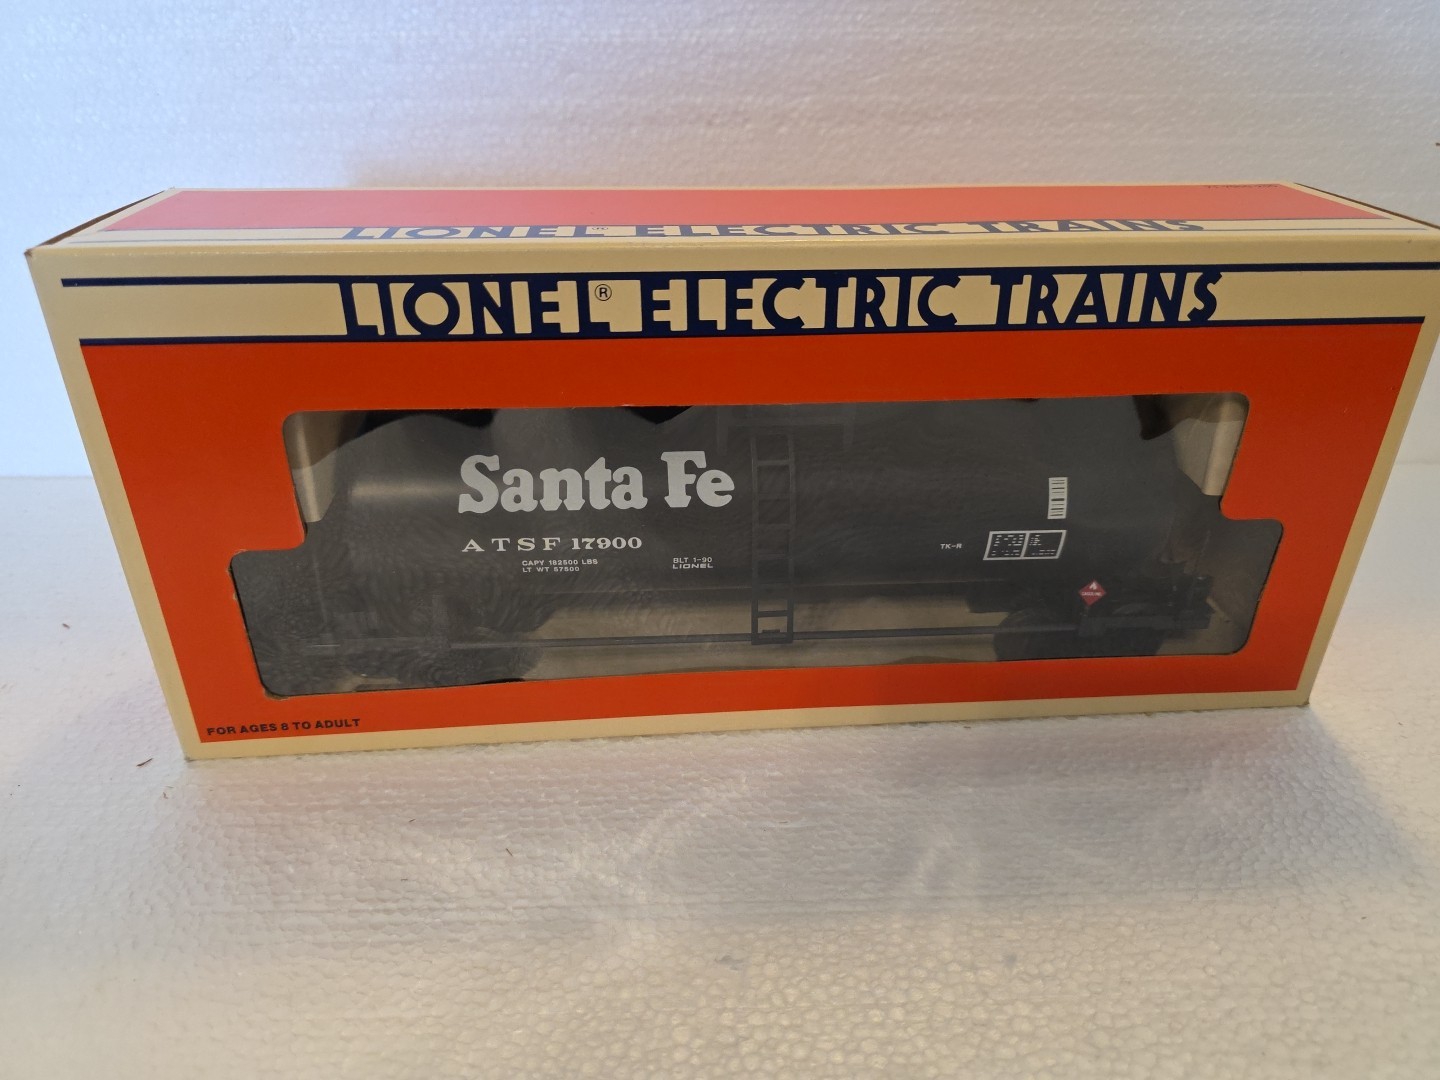 LIONEL® ELECTRIC TRAINS
LIONEL® ELECTRIC TRAINS
Santa Fe
ATSF 17900
CAPY 182500 LBS
LT WT 57500
BLT 1-90
LIONEL
TK-R
FOR AGES 8 TO ADULT